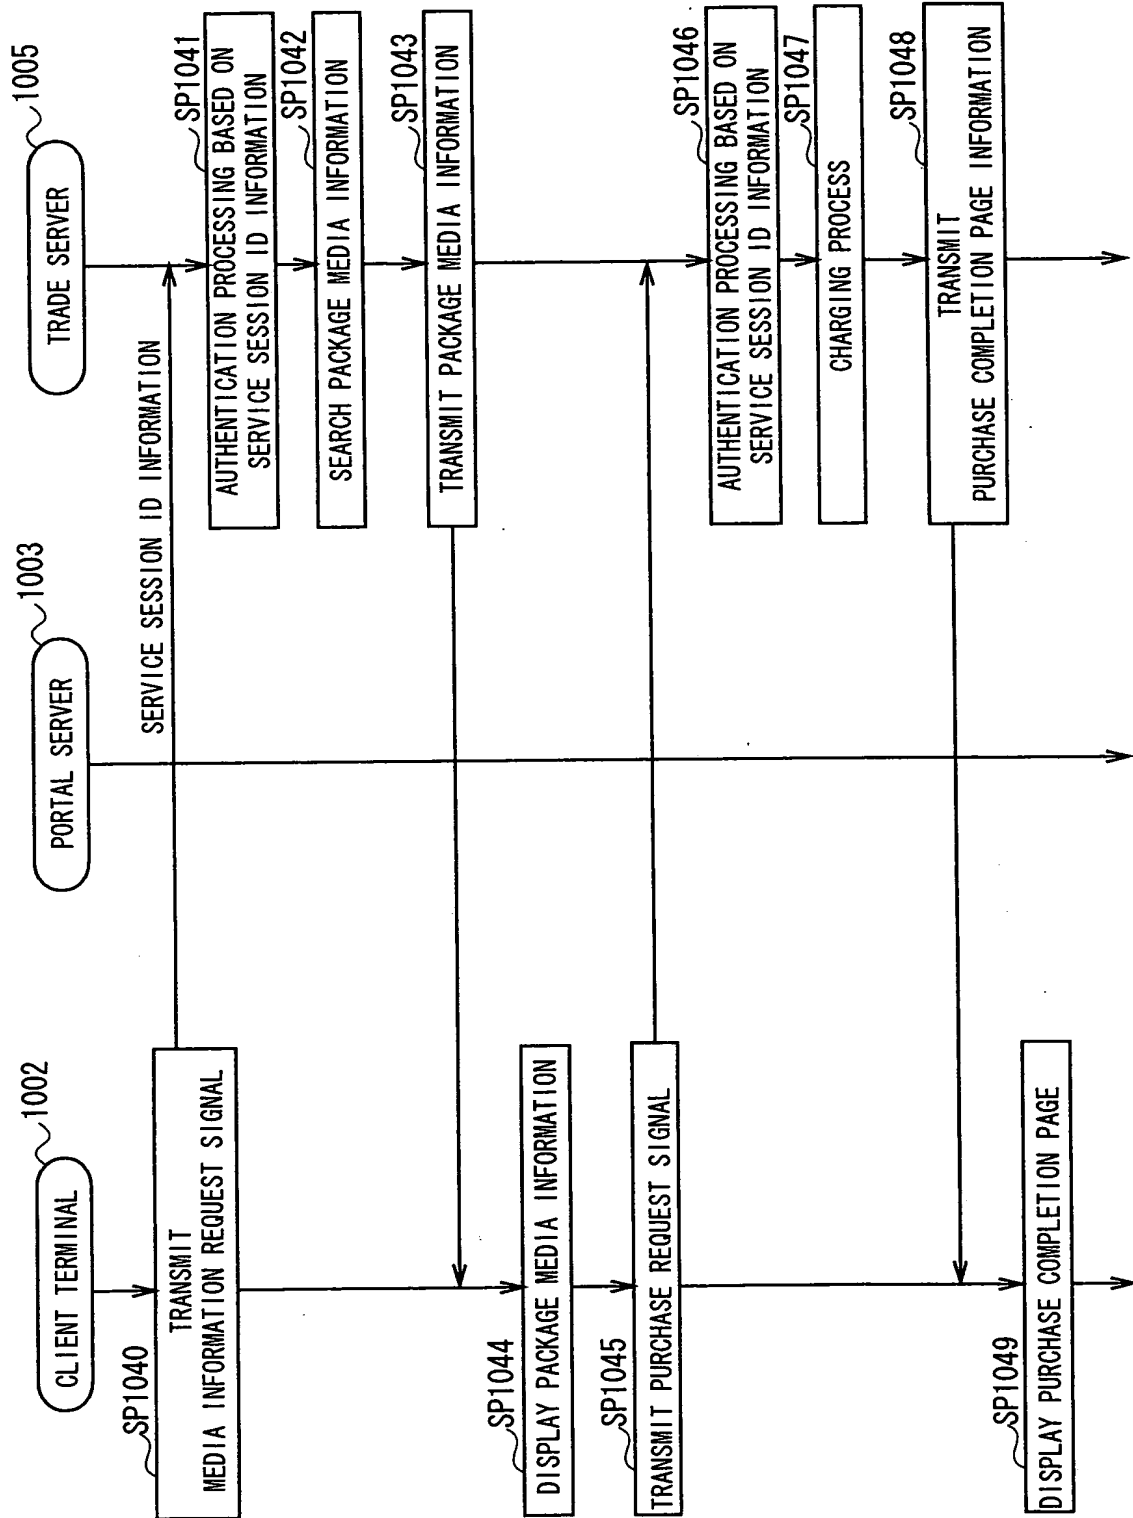 CLIENT TERMINAL
1002
PORTAL SERVER
1003
TRADE SERVER
1005
SP1040
TRANSMIT
MEDIA INFORMATION REQUEST SIGNAL
SERVICE SESSION ID INFORMATION
SP1041
AUTHENTICATION PROCESSING BASED ON
SERVICE SESSION ID INFORMATION
SP1042
SEARCH PACKAGE MEDIA INFORMATION
SP1043
TRANSMIT PACKAGE MEDIA INFORMATION
SP1044
DISPLAY PACKAGE MEDIA INFORMATION
SP1045
TRANSMIT PURCHASE REQUEST SIGNAL
SP1046
AUTHENTICATION PROCESSING BASED ON
SERVICE SESSION ID INFORMATION
SP1047
CHARGING PROCESS
SP1048
TRANSMIT
PURCHASE COMPLETION PAGE INFORMATION
SP1049
DISPLAY PURCHASE COMPLETION PAGE